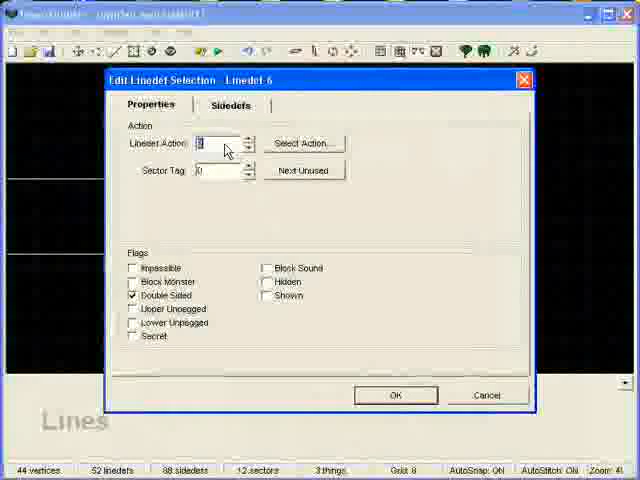 Edit Linedef Selection - Linedef 6
Properties
Sidedefs
Action
Linedef Action:
Select Action...
Sector Tag:
0
Next Unused
Flags
Impassible
Block Sound
Block Monster
Hidden
Double Sided
Shown
Upper Unpegged
Lower Unpegged
Secret
OK
Cancel
Lines
44 vertices
52 linedefs
88 sidedefs
12 sectors
3 things
Grid: 8
AutoSnap: ON
AutoStitch: ON